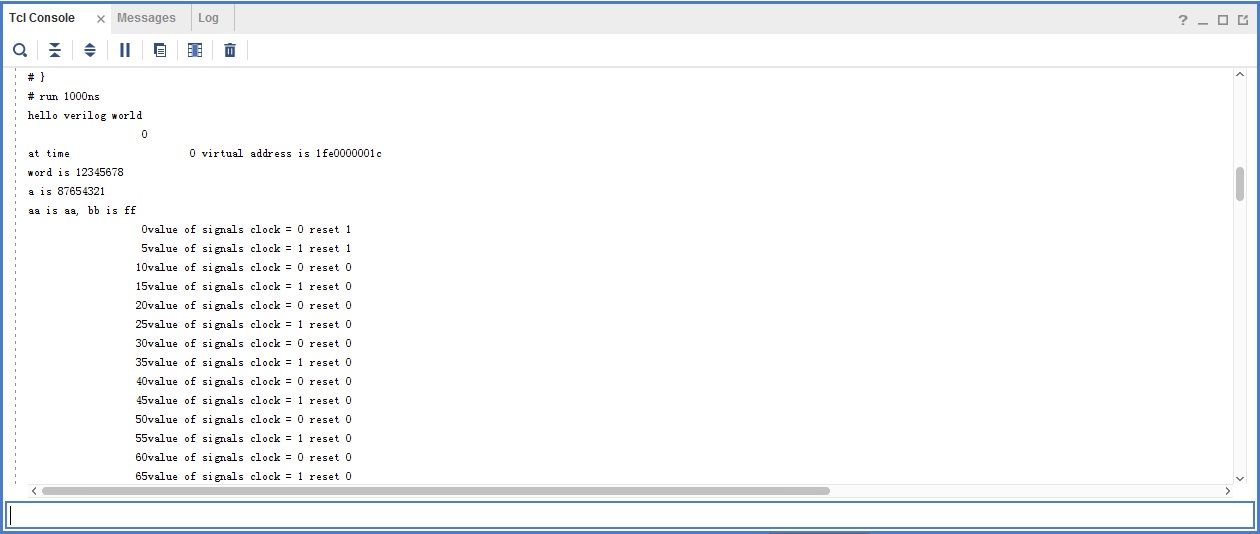 Tcl Console × Messages Log ?
# }
# run 1000ns
hello verilog world
0
at time 0 virtual address is 1fe0000001c
word is 12345678
a is 87654321
aa is aa, bb is ff
0value of signals clock = 0 reset 1
5value of signals clock = 1 reset 1
10value of signals clock = 0 reset 0
15value of signals clock = 1 reset 0
20value of signals clock = 0 reset 0
25value of signals clock = 1 reset 0
30value of signals clock = 0 reset 0
35value of signals clock = 1 reset 0
40value of signals clock = 0 reset 0
45value of signals clock = 1 reset 0
50value of signals clock = 0 reset 0
55value of signals clock = 1 reset 0
60value of signals clock = 0 reset 0
65value of signals clock = 1 reset 0